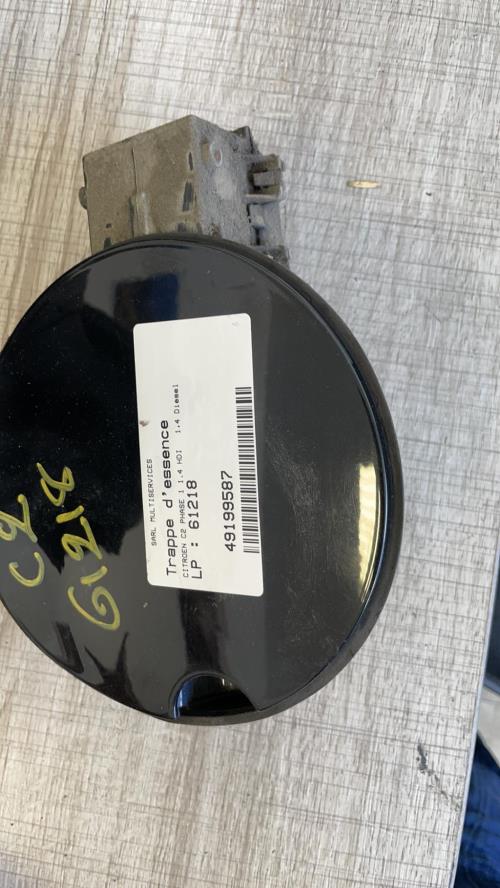 SARL MULTISERVICES
Trappe d'essence
CITROEN C2 PHASE 1 1.4 HDI 1.4 Diesel
LP : 61218
49199587
C2
61218